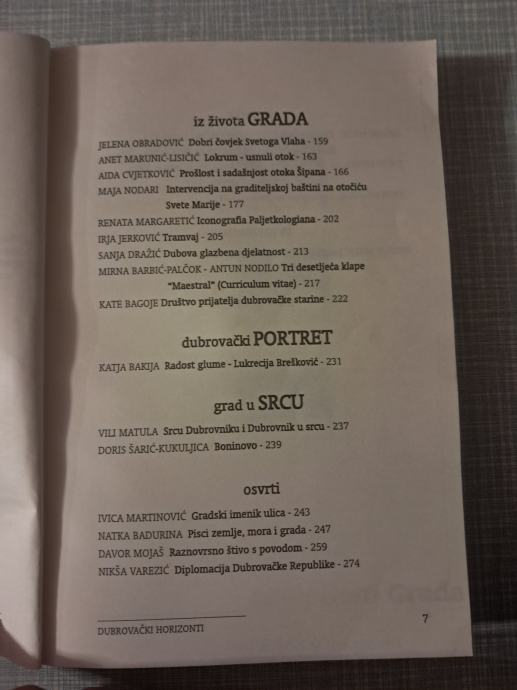 iz života GRADA
JELENA OBRADOVIĆ Dobri čovjek Svetoga Vlaha - 159
ANET MARUNIĆ-LISIČIĆ Lokrum - usnuli otok - 163
AIDA CVJETKOVIĆ Prošlost i sadašnjost otoka Šipana - 166
MAJA NODARI Intervencija na graditeljskoj baštini na otočiću
Svete Marije - 177
RENATA MARGARETIĆ Iconografia Paljetkologiana - 202
IRJA JERKOVIĆ Tramvaj - 205
SANJA DRAŽIĆ Dubova glazbena djelatnost - 213
MIRNA BARBIĆ-PALČOK - ANTUN NODILO Tri desetljeća klape
"Maestral" (Curriculum vitae) - 217
KATE BAGOJE Društvo prijatelja dubrovačke starine - 222
dubrovački PORTRET
KATJA BAKIJA Radost glume - Lukrecija Brešković - 231
grad u SRCU
VILI MATULA Srcu Dubrovniku i Dubrovnik u srcu - 237
DORIS ŠARIĆ-KUKULJICA Boninovo - 239
osvrti
IVICA MARTINOVIĆ Gradski imenik ulica - 243
NATKA BADURINA Pisci zemlje, mora i grada - 247
DAVOR MOJAŠ Raznovrsno štivo s povodom - 259
NIKŠA VAREZIĆ Diplomacija Dubrovačke Republike - 274
DUBROVAČKI HORIZONTI
7